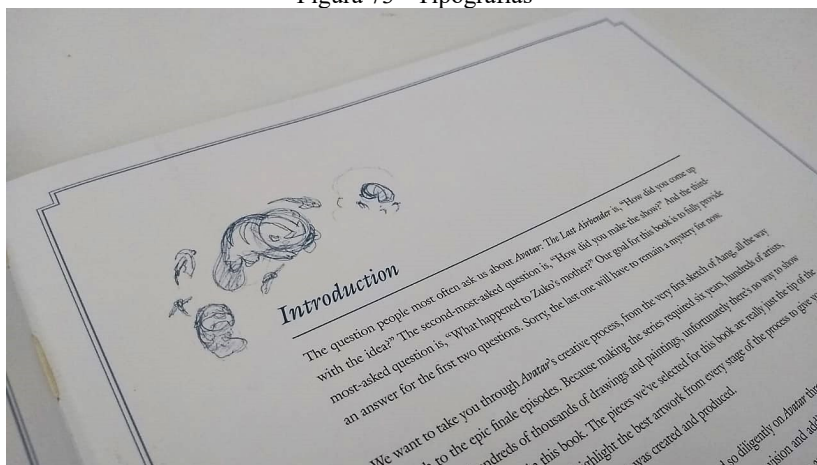 Figura 75 - Tipografias
Introduction
The question people most often ask us about Avatar: The Last Airbender is, "How did you come up
with the idea?" The second-most-asked question is, "How did you make the show?" And the third-
most-asked question is, "What happened to Zuko's mother?" Our goal for this book is to fully provide
an answer for the first two questions. Sorry, the last one will have to remain a mystery for now.
We want to take you through Avatar's creative process, from the very first sketch of Aang, all the way
to the epic finale episodes. Because making the series required six years, hundreds of artists,
hundreds of thousands of drawings and paintings, unfortunately there's no way to show
this book. The pieces we've selected for this book are really just the tip of the
highlight the best artwork from every stage of the process to give
was created and produced.
so diligently on Avatar